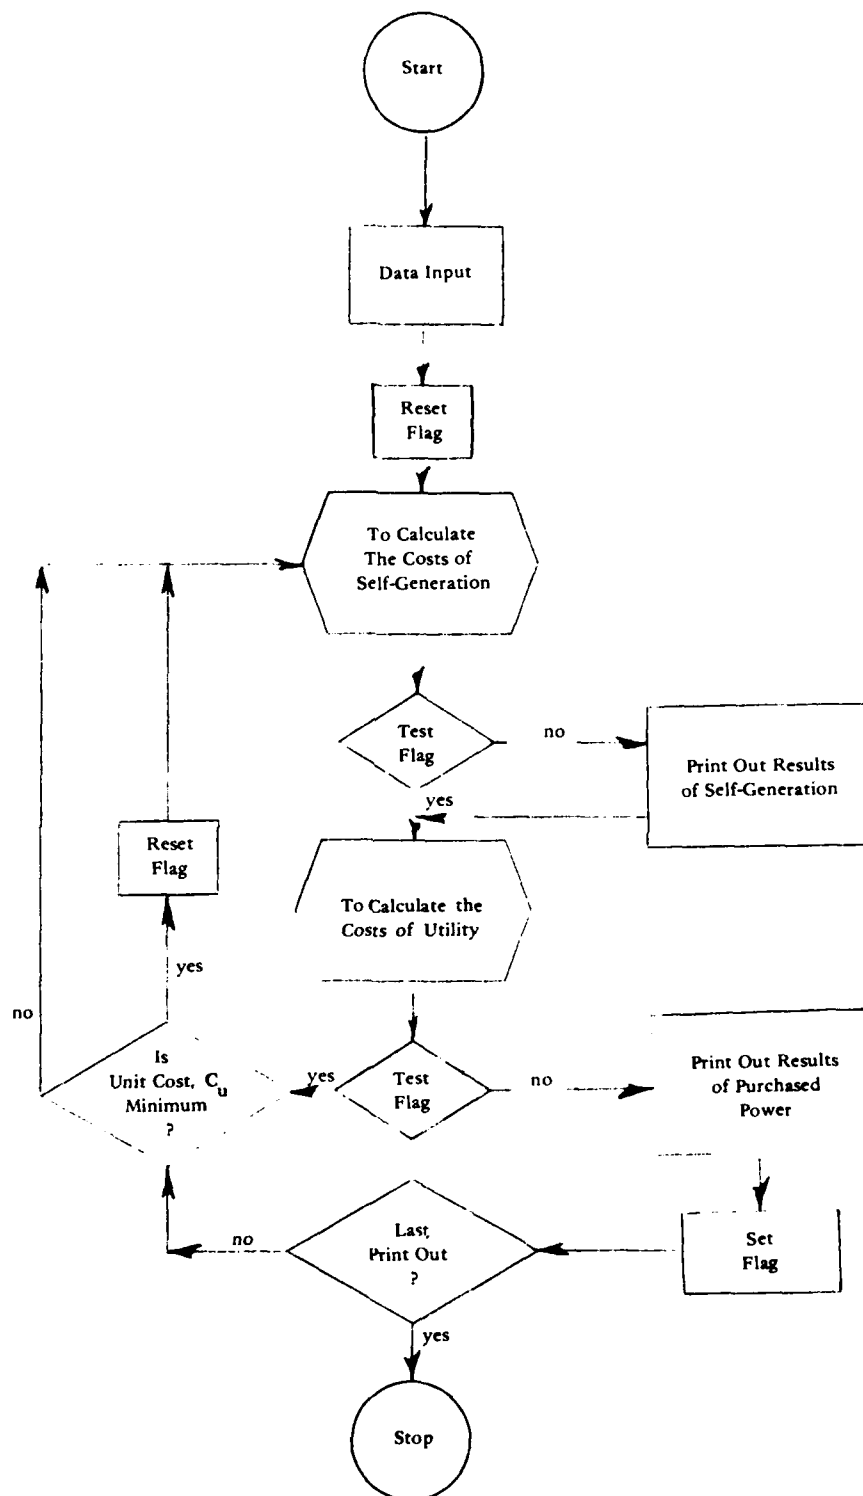 Start
Data Input
Reset
Flag
To Calculate
The Costs of
Self-Generation
Test
Flag
no
Print Out Results
of Self-Generation
yes
Reset
Flag
To Calculate the
Costs of Utility
yes
no
Is
Unit Cost, Cu
Minimum
?
yes
Test
Flag
no
Print Out Results
of Purchased
Power
Set
Flag
Last
Print Out
?
no
yes
Stop